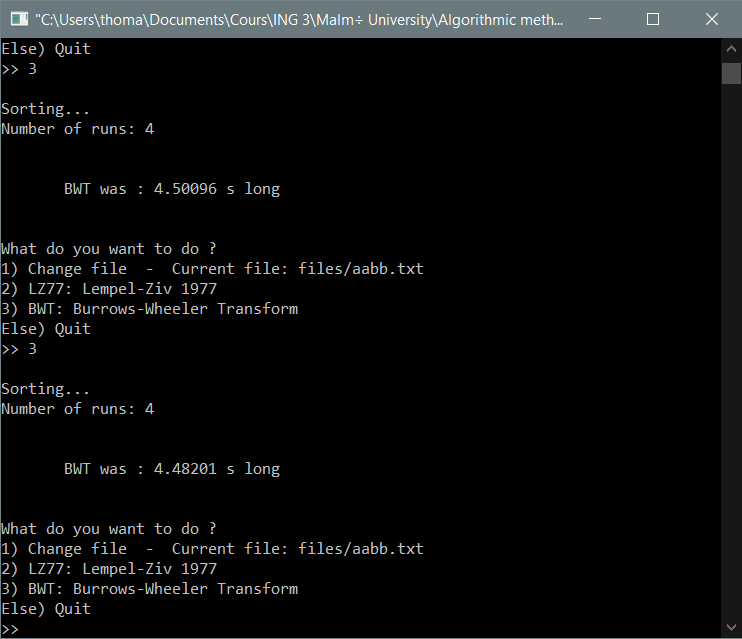 "C:\Users\thoma\Documents\Cours\ING 3\Malm÷ University\Algorithmic meth...
Else) Quit
>> 3
Sorting...
Number of runs: 4
BWT was : 4.50096 s long
What do you want to do ?
1) Change file  -  Current file: files/aabb.txt
2) LZ77: Lempel-Ziv 1977
3) BWT: Burrows-Wheeler Transform
Else) Quit
>> 3
Sorting...
Number of runs: 4
BWT was : 4.48201 s long
What do you want to do ?
1) Change file  -  Current file: files/aabb.txt
2) LZ77: Lempel-Ziv 1977
3) BWT: Burrows-Wheeler Transform
Else) Quit
>>